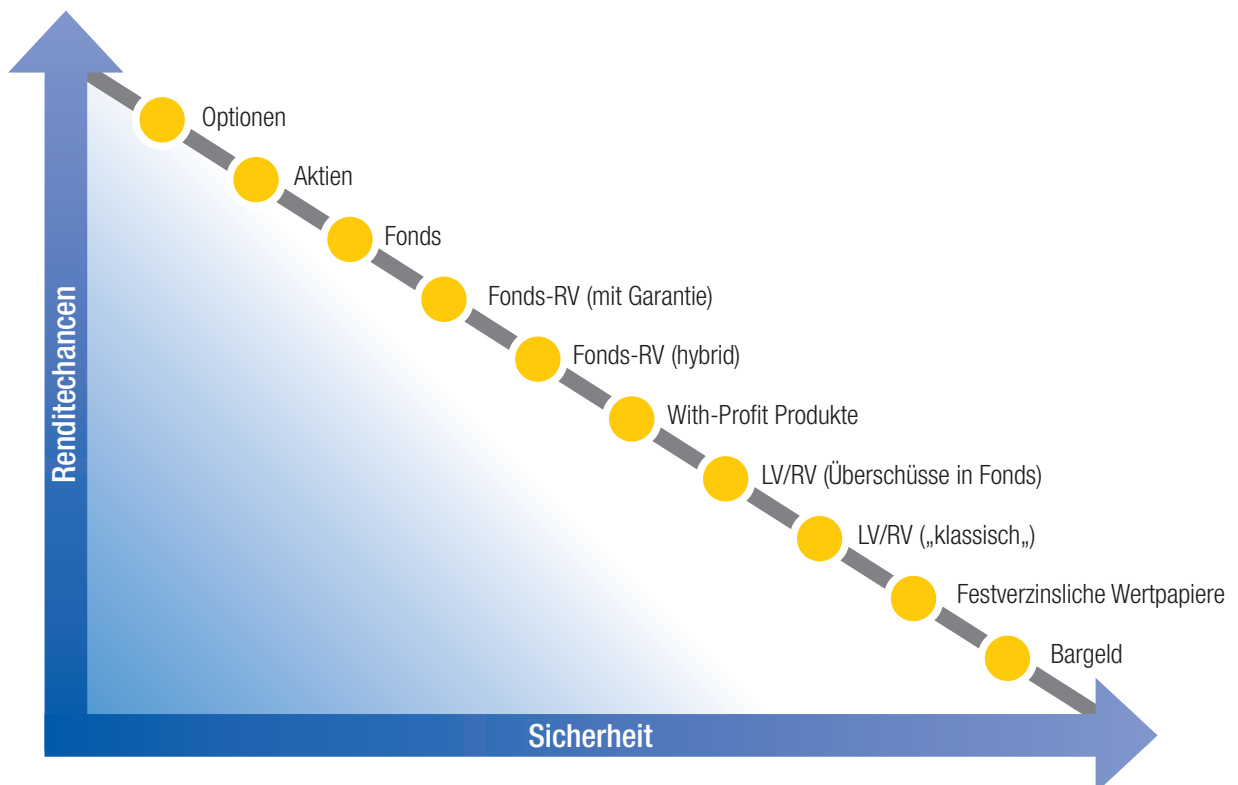 Optionen
Aktien
Fonds
Fonds-RV (mit Garantie)
Fonds-RV (hybrid)
With-Profit Produkte
LV/RV (Überschüsse in Fonds)
LV/RV („klassisch„)
Festverzinsliche Wertpapiere
Bargeld
Renditechancen
Sicherheit